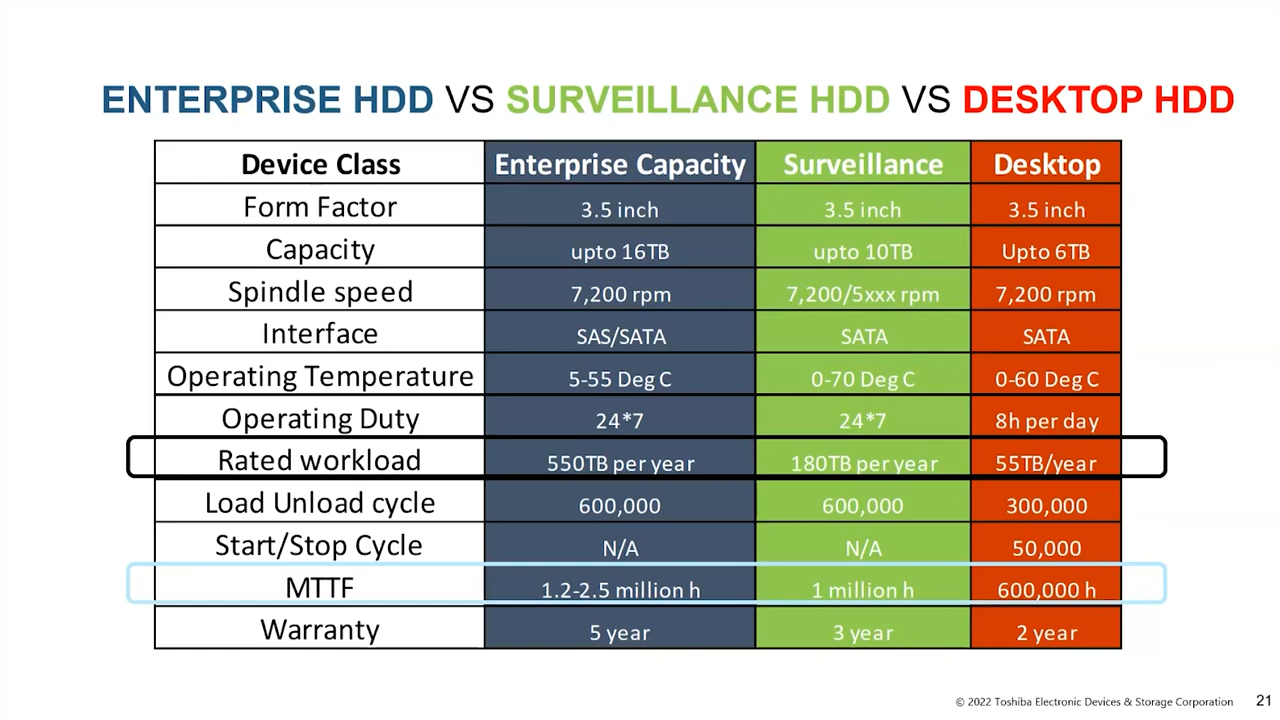 ENTERPRISE HDD VS SURVEILLANCE HDD VS DESKTOP HDD
Device Class Enterprise Capacity Surveillance Desktop
Form Factor 3.5 inch 3.5 inch 3.5 inch
Capacity upto 16TB upto 10TB Upto 6TB
Spindle speed 7,200 rpm 7,200/5xxx rpm 7,200 rpm
Interface SAS/SATA SATA SATA
Operating Temperature 5-55 Deg C 0-70 Deg C 0-60 Deg C
Operating Duty 24*7 24*7 8h per day
Rated workload 550TB per year 180TB per year 55TB/year
Load Unload cycle 600,000 600,000 300,000
Start/Stop Cycle N/A N/A 50,000
MTTF 1.2-2.5 million h 1 million h 600,000 h
Warranty 5 year 3 year 2 year
© 2022 Toshiba Electronic Devices & Storage Corporation 21